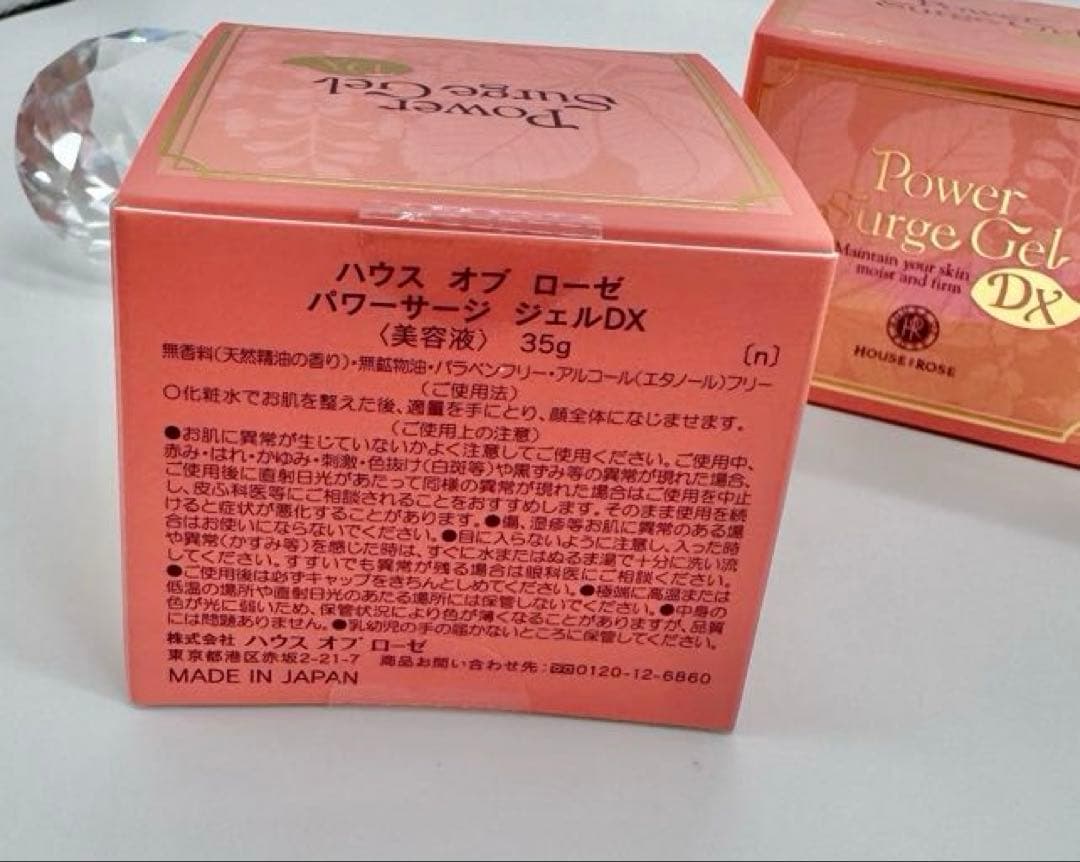 Power
Surge Gel
DX
ハウス オブ ローゼ
パワーサージ ジェルDX
〈美容液〉 35g
〔n〕
無香料(天然精油の香り)・無鉱物油・パラベンフリー・アルコール(エタノール)フリー
〈ご使用法〉
○化粧水でお肌を整えた後、適量を手にとり、顔全体になじませます。
〈ご使用上の注意〉
●お肌に異常が生じていないかよく注意してご使用ください。ご使用中、
赤み・はれ・かゆみ・刺激・色抜け(白斑等)や黒ずみ等の異常が現れた場合、
ご使用後に直射日光があたって同様の異常が現れた場合はご使用を中止
し、皮ふ科医等にご相談されることをおすすめします。そのまま使用を続
けると症状が悪化することがあります。●傷、湿疹等お肌に異常のある場
合はお使いにならないでください。●目に入らないように注意し、入った時
や異常(かすみ等)を感じた時は、すぐに水またはぬるま湯で十分に洗い流
してください。すすいでも異常が残る場合は眼科医にご相談ください。
●ご使用後は必ずキャップをきちんとしめてください。●極端に高温または
低温の場所や直射日光のあたる場所には保管しないでください。●中身の
色が光に弱いため、保管状況により色が薄くなることがありますが、品質
には問題ありません。●乳幼児の手の届かないところに保管してください。
株式会社 ハウス オブ ローゼ
東京都港区赤坂2-21-7 商品お問い合わせ先:0120-12-6860
MADE IN JAPAN
Power
Surge Gel
Power
Surge Gel
Maintain your skin
moist and firm
DX
HR
HOUSE OF ROSE